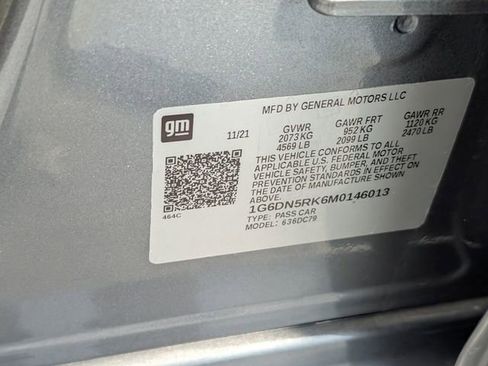 MFD BY GENERAL MOTORS LLC
gm
11/21
GVWR GAWR FRT GAWR RR
2073 KG 952 KG 1120 KG
4569 LB 2099 LB 2470 LB
THIS VEHICLE CONFORMS TO ALL
APPLICABLE U.S. FEDERAL MOTOR
VEHICLE SAFETY, BUMPER, AND THEFT
PREVENTION STANDARDS IN EFFECT ON
THE DATE OF MANUFACTURE SHOWN
ABOVE.
1G6DN5RK6M0146013
TYPE: PASS CAR
MODEL: 636DC79
464C